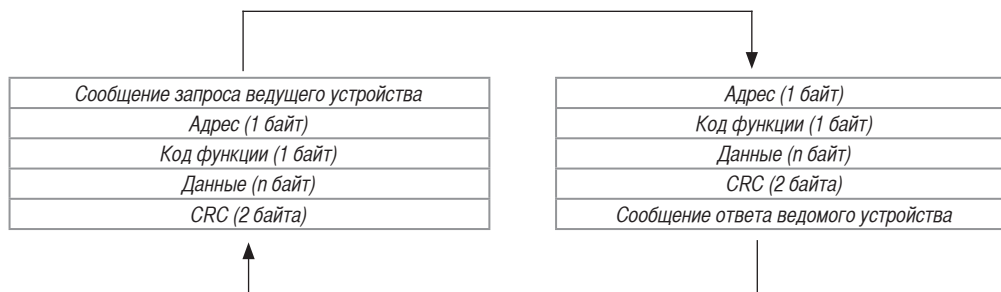 Сообщение запроса ведущего устройства
Адрес (1 байт)
Код функции (1 байт)
Данные (n байт)
CRC (2 байта)
Адрес (1 байт)
Код функции (1 байт)
Данные (n байт)
CRC (2 байта)
Сообщение ответа ведомого устройства